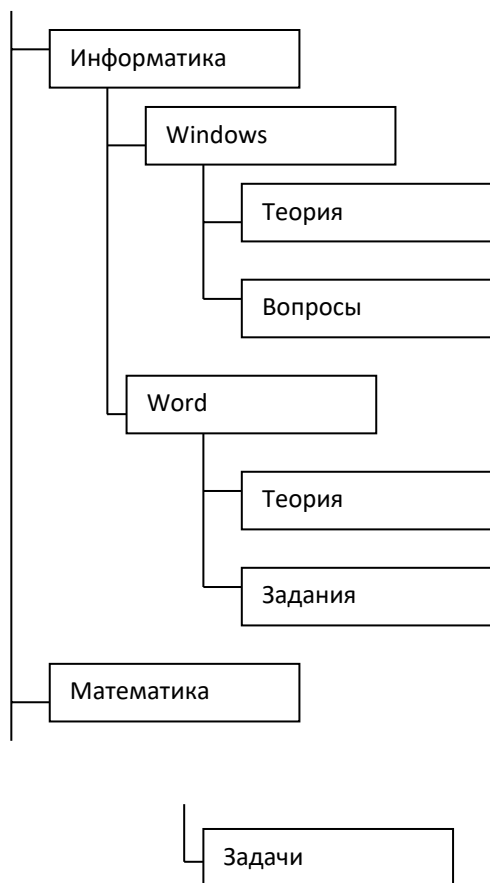 Информатика
Windows
Теория
Вопросы
Word
Теория
Задания
Математика
Задачи